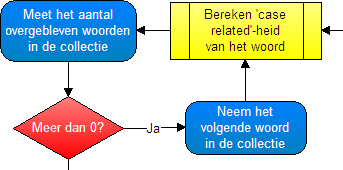 Meet het aantal
overgebleven woorden
in de collectie
Bereken 'case
related'-heid
van het woord
Meer dan 0?
Ja
Neem het
volgende woord
in de collectie